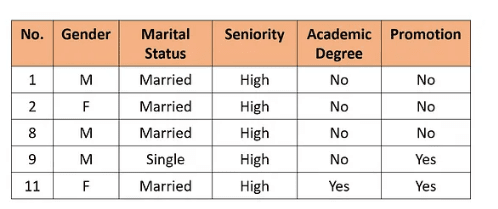 No. Gender Marital Status Seniority Academic Degree Promotion
1 M Married High No No
2 F Married High No No
8 M Married High No No
9 M Single High No Yes
11 F Married High Yes Yes